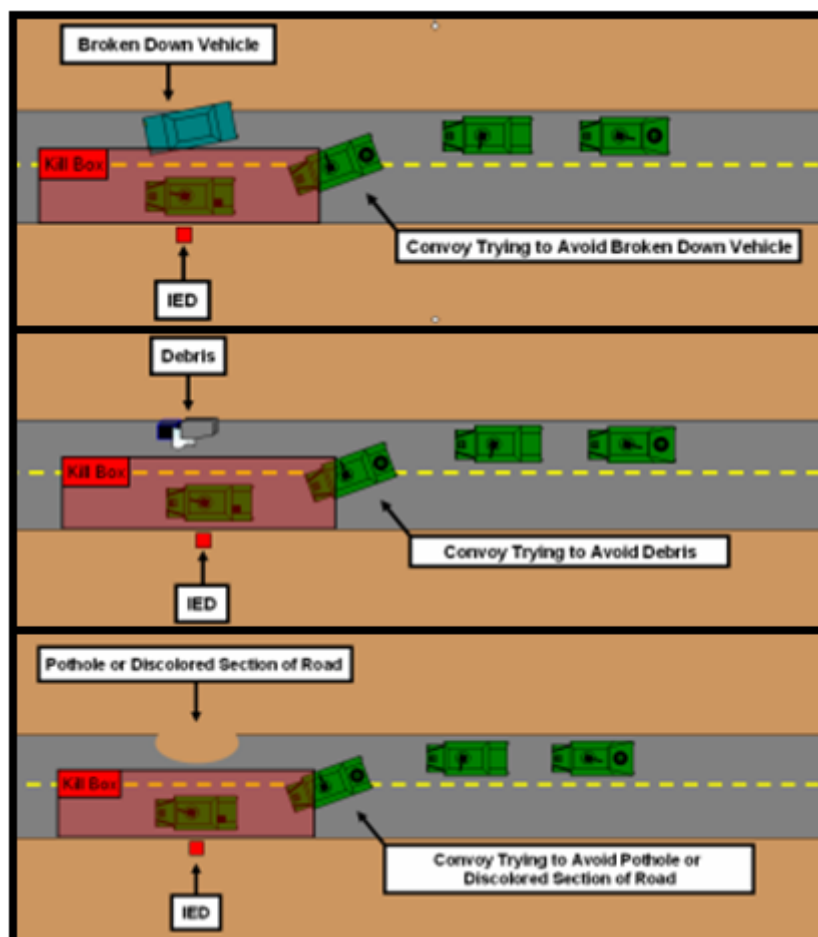 Broken Down Vehicle
Kill Box
Convoy Trying to Avoid Broken Down Vehicle
IED
Debris
Kill Box
Convoy Trying to Avoid Debris
IED
Pothole or Discolored Section of Road
Kill Box
Convoy Trying to Avoid Pothole or
Discolored Section of Road
IED